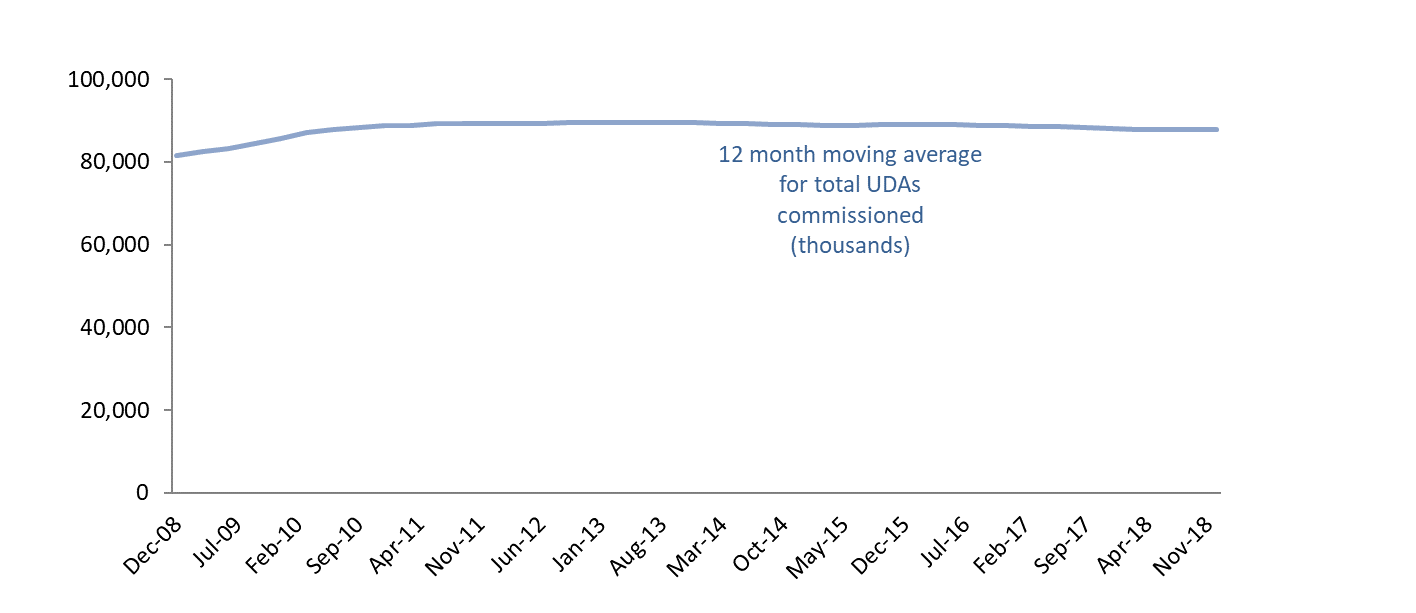 100,000
80,000
60,000
40,000
20,000
0
12 month moving average
for total UDAs
commissioned
(thousands)
Dec-08
Jul-09
Feb-10
Sep-10
Apr-11
Nov-11
Jun-12
Jan-13
Aug-13
Mar-14
Oct-14
May-15
Dec-15
Jul-16
Feb-17
Sep-17
Apr-18
Nov-18